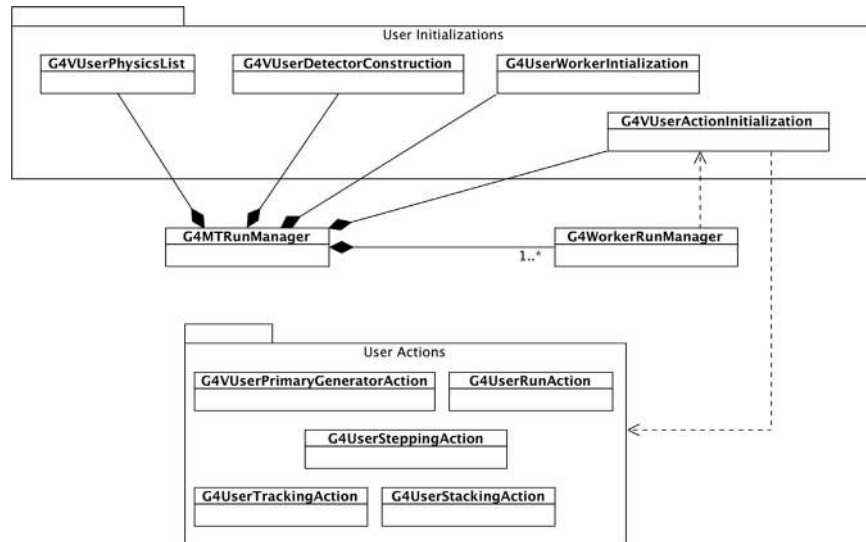 User Initializations
G4VUserPhysicsList
G4VUserDetectorConstruction
G4UserWorkerIntialization
G4VUserActionInitialization
G4MTRunManager
G4WorkerRunManager
1..*
User Actions
G4VUserPrimaryGeneratorAction
G4UserRunAction
G4UserSteppingAction
G4UserTrackingAction
G4UserStackingAction